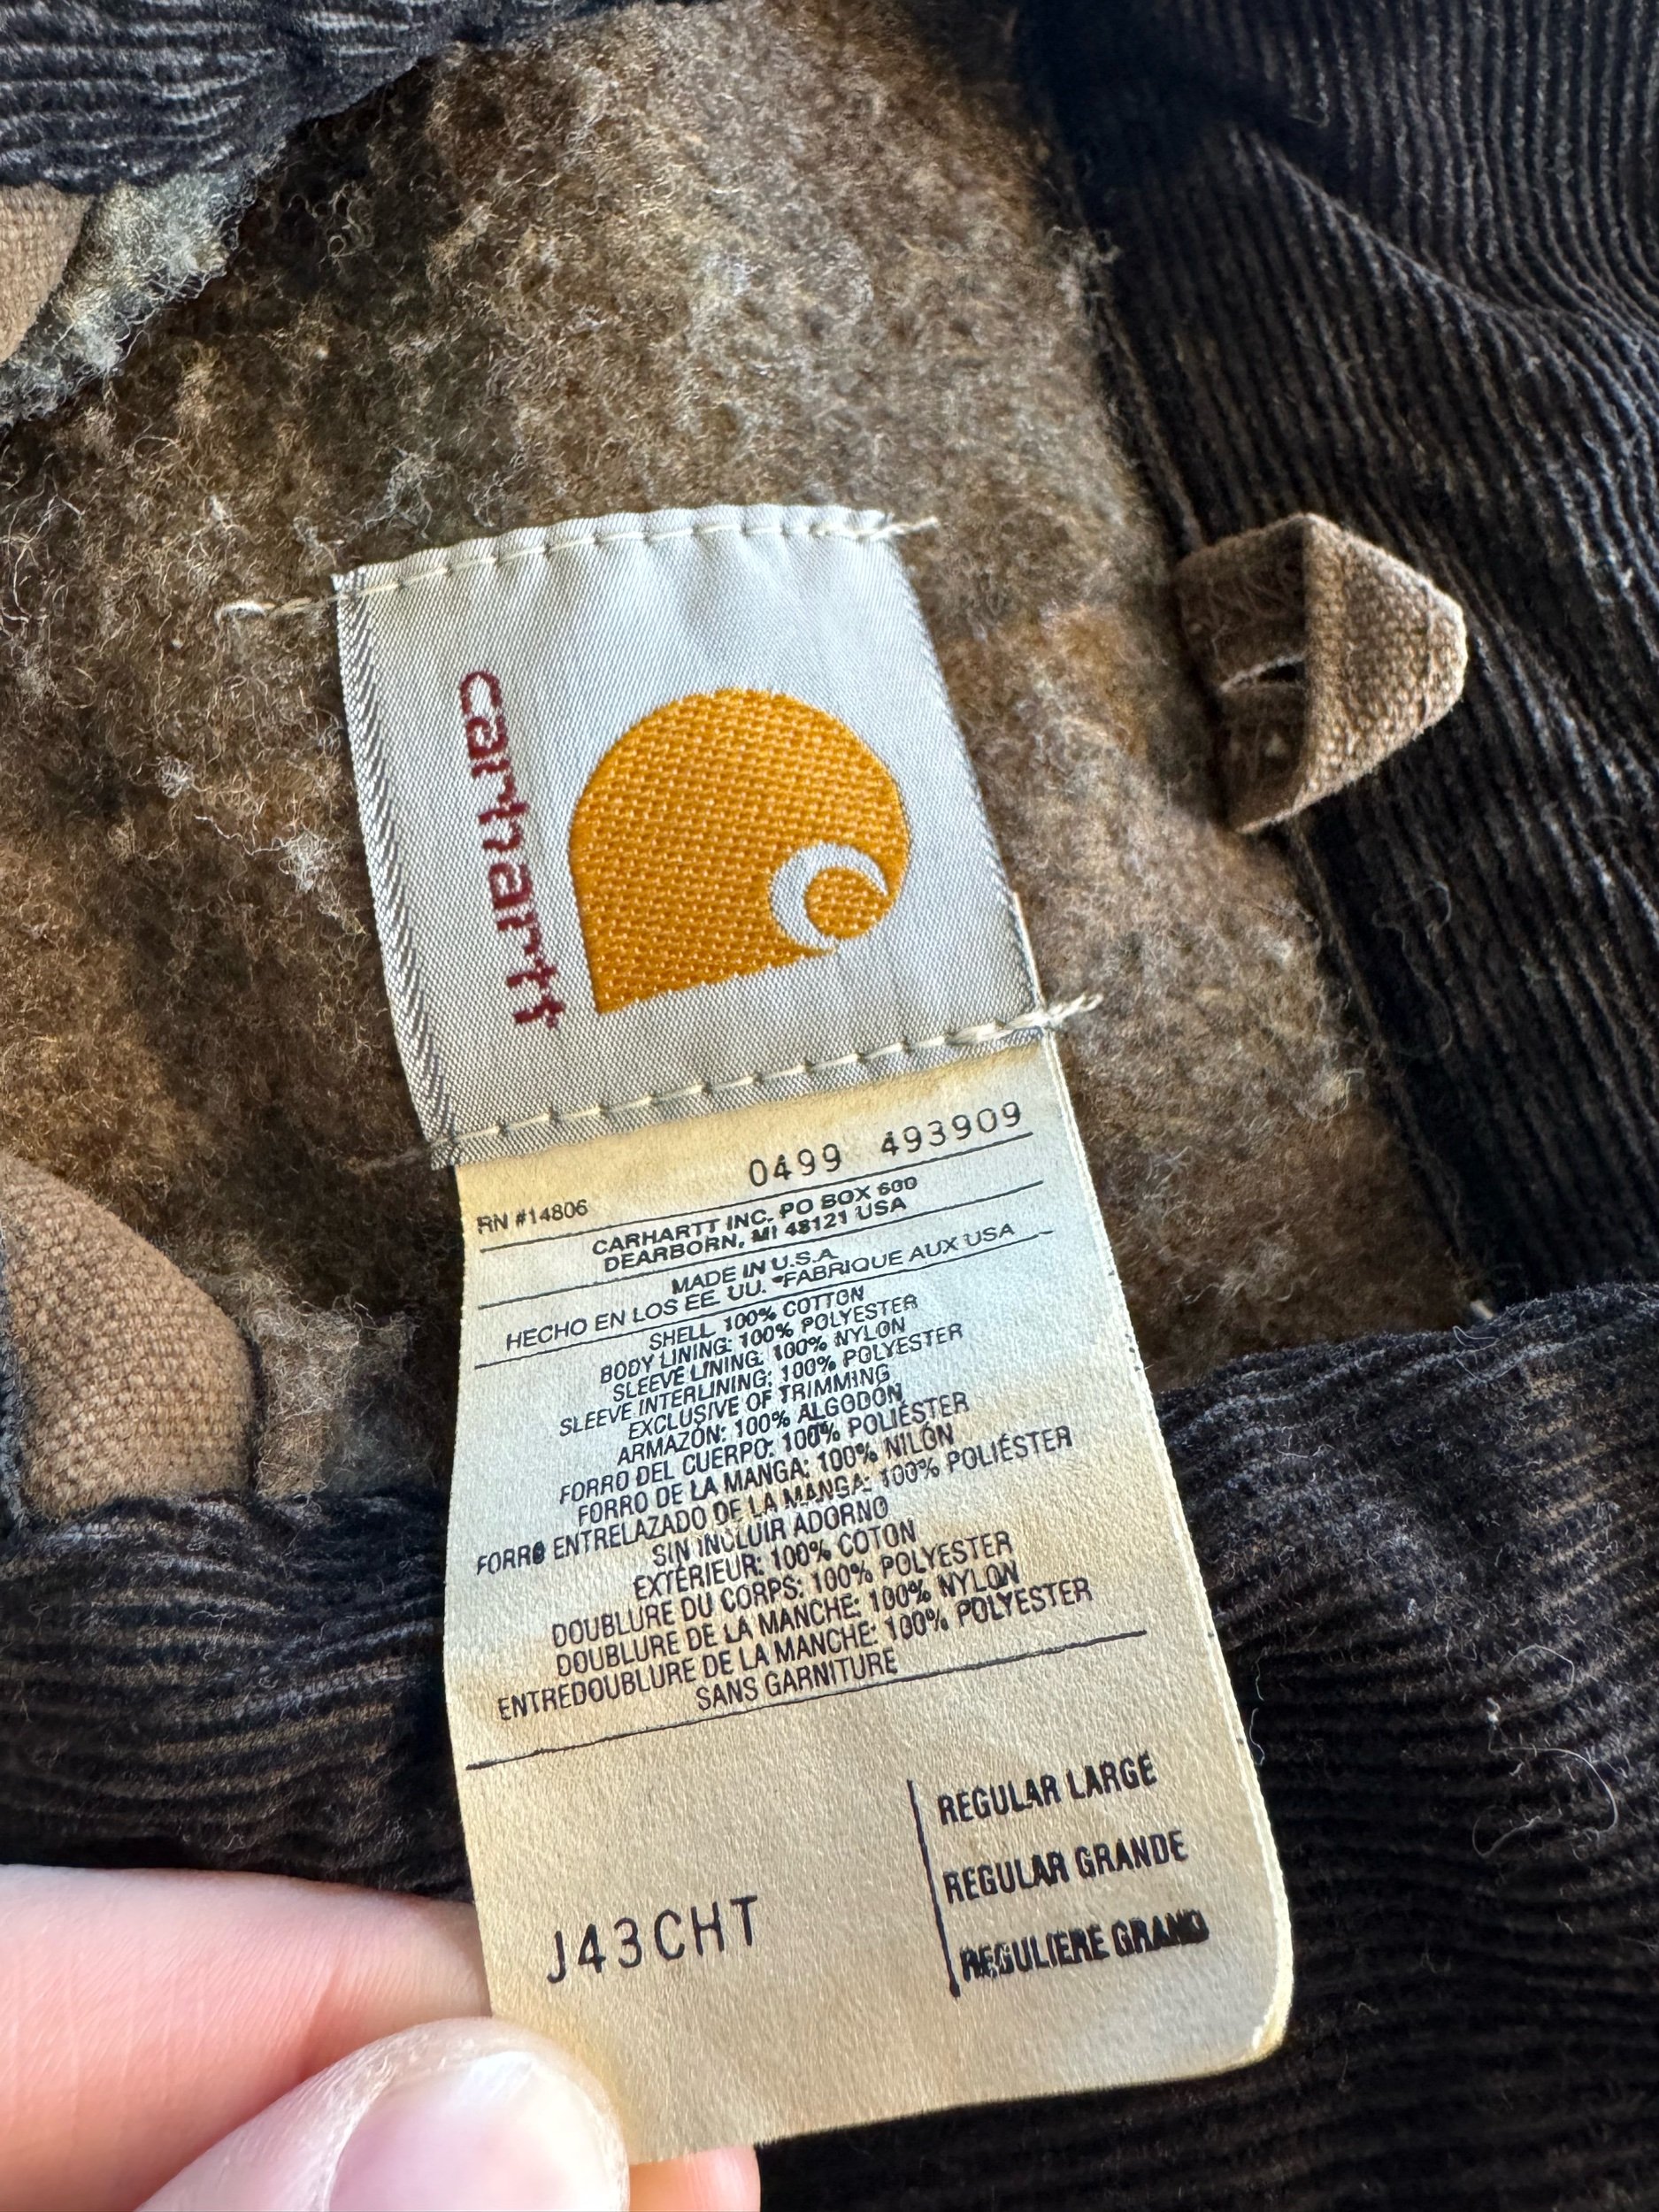 carhartt
0499 493909
RN #14806
CARHARTT INC. PO BOX 600
DEARBORN, MI 48121 USA
MADE IN U.S.A.
HECHO EN LOS EE. UU. *FABRIQUE AUX USA
SHELL 100% COTTON
BODY LINING: 100% POLYESTER
SLEEVE LINING: 100% NYLON
SLEEVE INTERLINING: 100% POLYESTER
EXCLUSIVE OF TRIMMING
ARMAZÓN: 100% ALGODON
FORRO DEL CUERPO: 100% POLIÉSTER
FORRO DE LA MANGA: 100% NILÓN
FORRO ENTRELAZADO DE LA MANGA: 100% POLIÉSTER
SIN INCLUIR ADORNO
EXTÉRIEUR: 100% COTON
DOUBLURE DU CORPS: 100% POLYESTER
DOUBLURE DE LA MANCHE: 100% NYLON
ENTREDOUBLURE DE LA MANCHE: 100% POLYESTER
SANS GARNITURE
J43CHT
REGULAR LARGE
REGULAR GRANDE
REGULIERE GRAND